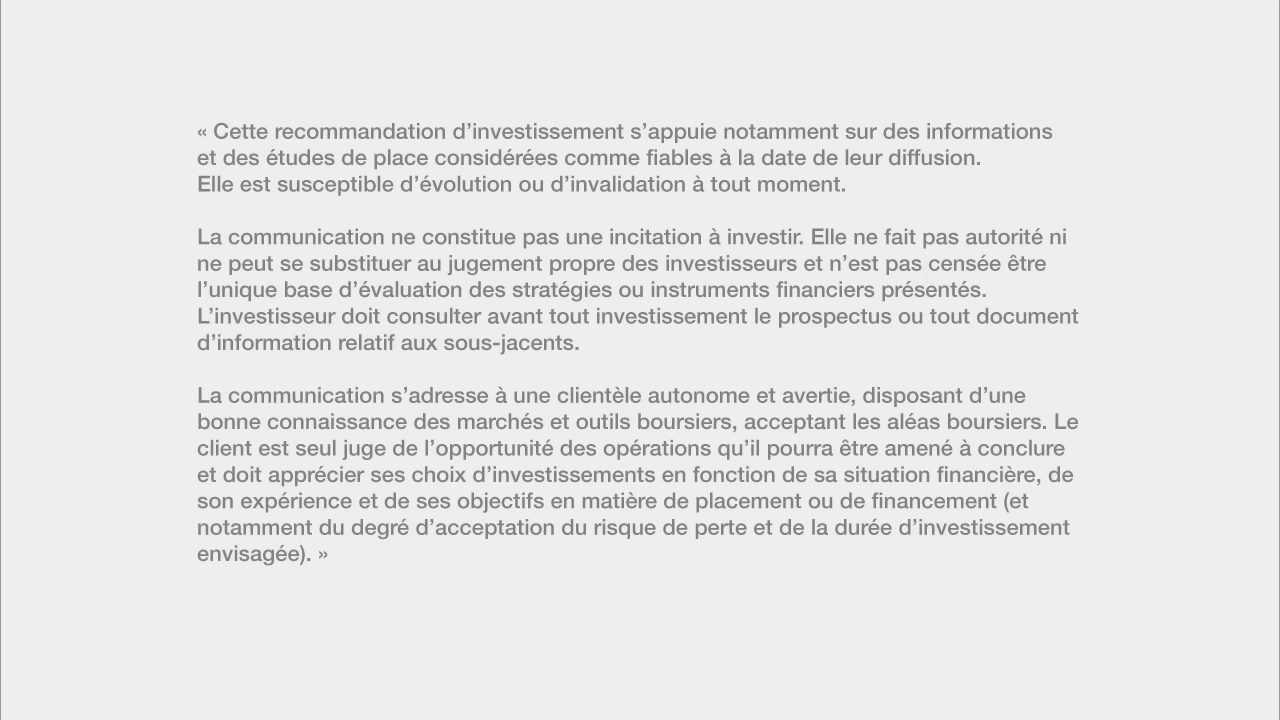 « Cette recommandation d’investissement s’appuie notamment sur des informations
et des études de place considérées comme fiables à la date de leur diffusion.
Elle est susceptible d’évolution ou d’invalidation à tout moment.
La communication ne constitue pas une incitation à investir. Elle ne fait pas autorité ni
ne peut se substituer au jugement propre des investisseurs et n’est pas censée être
l’unique base d’évaluation des stratégies ou instruments financiers présentés.
L’investisseur doit consulter avant tout investissement le prospectus ou tout document
d’information relatif aux sous-jacents.
La communication s’adresse à une clientèle autonome et avertie, disposant d’une
bonne connaissance des marchés et outils boursiers, acceptant les aléas boursiers. Le
client est seul juge de l’opportunité des opérations qu’il pourra être amené à conclure
et doit apprécier ses choix d’investissements en fonction de sa situation financière, de
son expérience et de ses objectifs en matière de placement ou de financement (et
notamment du degré d’acceptation du risque de perte et de la durée d’investissement
envisagée). »